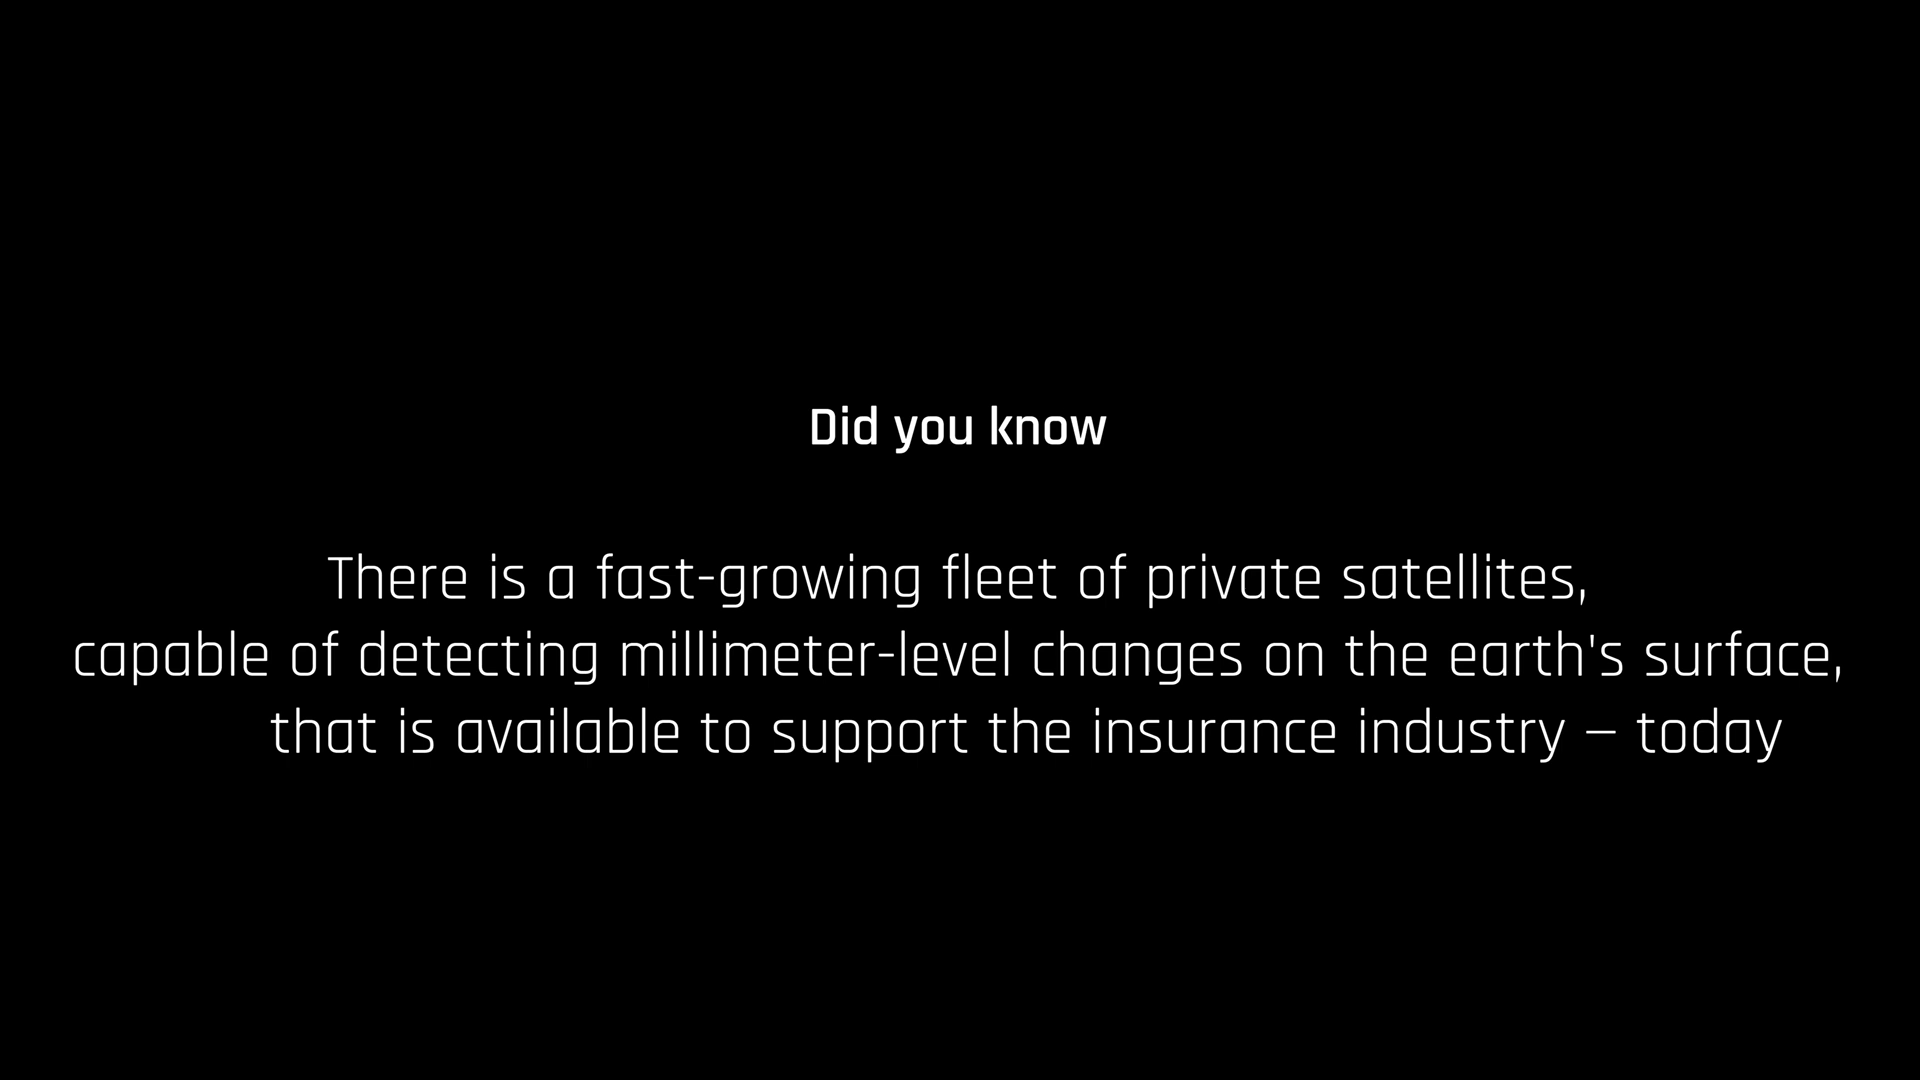 Did you know
There is a fast-growing fleet of private satellites,
capable of detecting millimeter-level changes on the earth's surface,
that is available to support the insurance industry – today